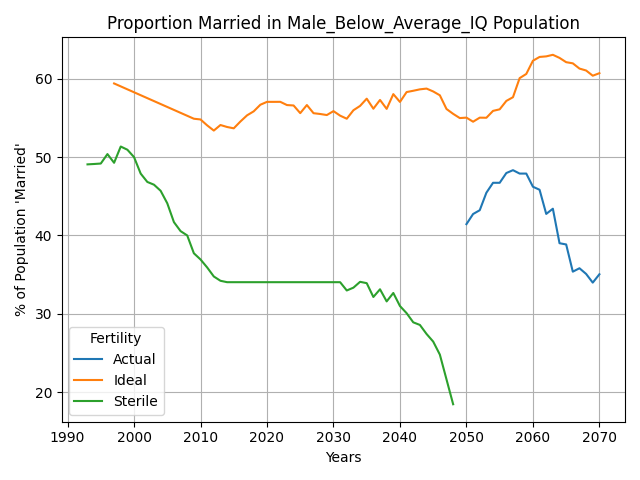 Proportion Married in Male_Below_Average_IQ Population
% of Population 'Married'
60
50
40
30
20
Fertility
Actual
Ideal
Sterile
1990 2000 2010 2020 2030 2040 2050 2060 2070
Years